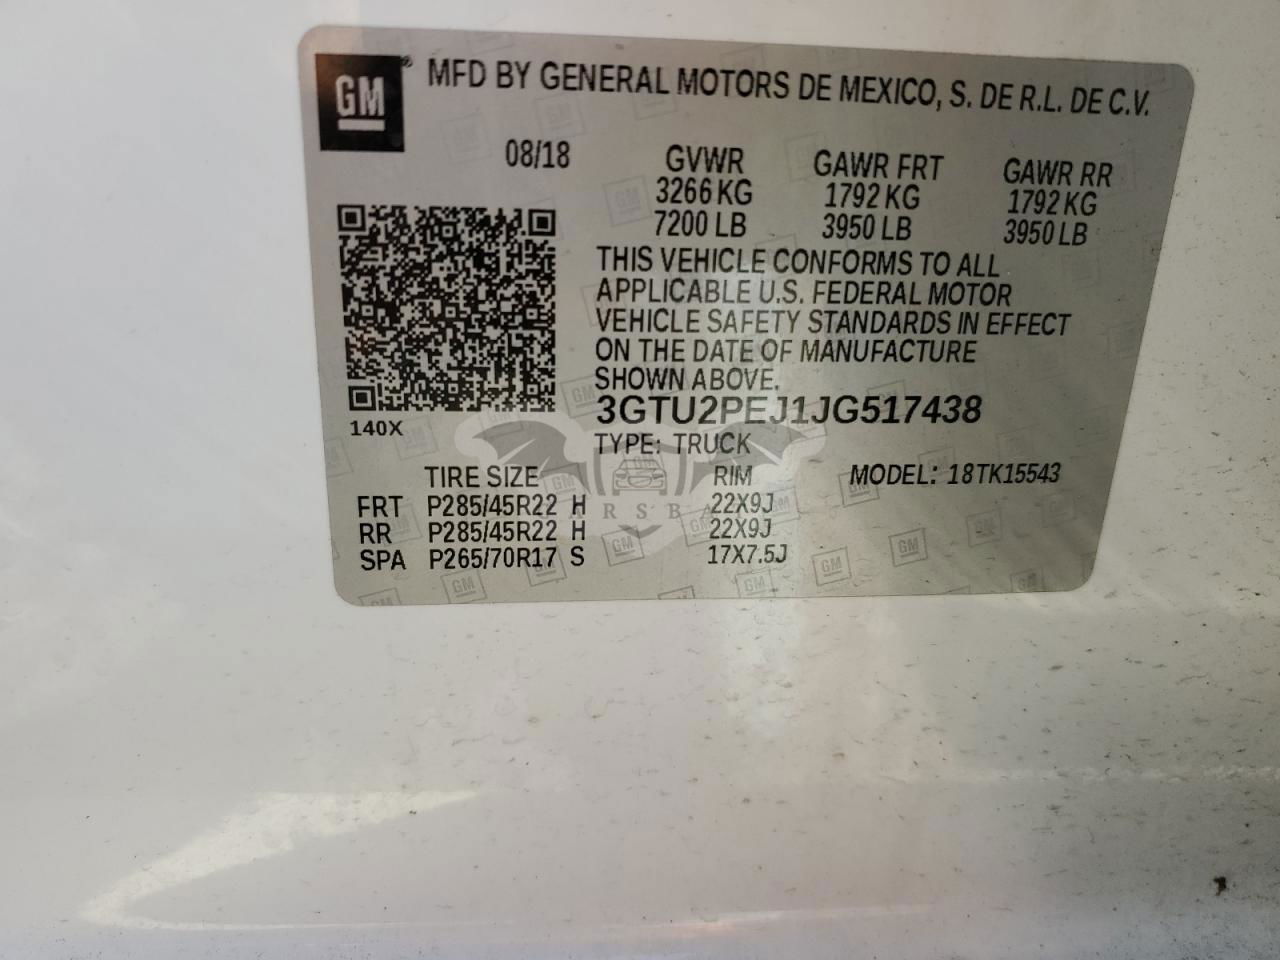 GM® MFD BY GENERAL MOTORS DE MEXICO, S. DE R.L. DE C.V.
08/18 GVWR GAWR FRT GAWR RR
3266 KG 1792 KG 1792 KG
7200 LB 3950 LB 3950 LB
THIS VEHICLE CONFORMS TO ALL
APPLICABLE U.S. FEDERAL MOTOR
VEHICLE SAFETY STANDARDS IN EFFECT
ON THE DATE OF MANUFACTURE
SHOWN ABOVE.
3GTU2PEJ1JG517438
140X
TYPE: TRUCK
TIRE SIZE RIM MODEL: 18TK15543
FRT P285/45R22 H 22X9J
RR P285/45R22 H 22X9J
SPA P265/70R17 S 17X7.5J